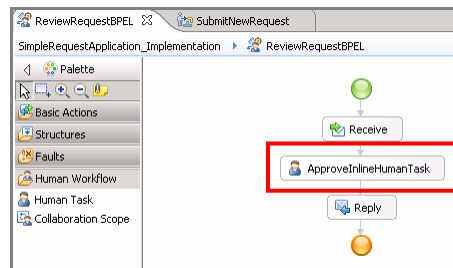 ReviewRequestBPEL
SubmitNewRequest
SimpleRequestApplication_Implementation
ReviewRequestBPEL
Palette
Basic Actions
Structures
Faults
Human Workflow
Human Task
Collaboration Scope
Receive
ApproveInlineHumanTask
Reply